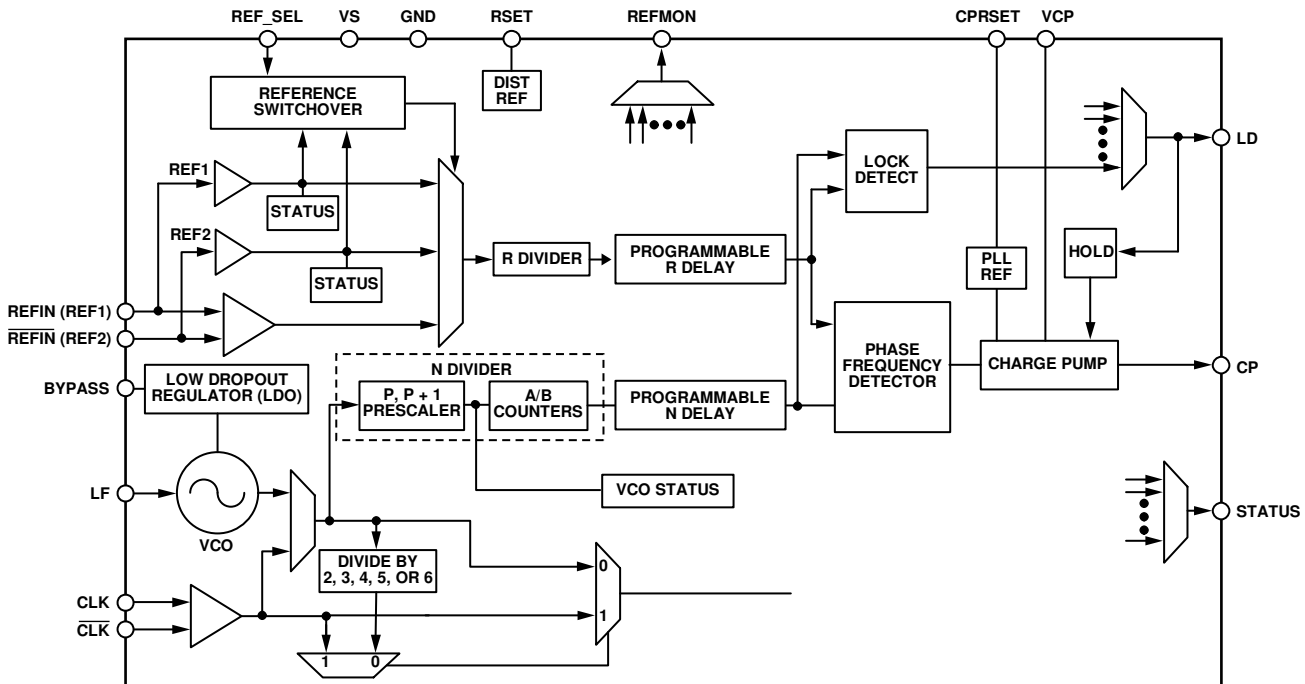 REF_SEL VS GND RSET REFMON CPRSET VCP
REFERENCE
SWITCHOVER
DIST
REF
LD
LOCK
DETECT
REF1
STATUS
REF2
STATUS
R DIVIDER
PROGRAMMABLE
R DELAY
PLL
REF
HOLD
REFIN (REF1)
REFIN (REF2)
PHASE
FREQUENCY
DETECTOR
CHARGE PUMP
CP
BYPASS
LOW DROPOUT
REGULATOR (LDO)
N DIVIDER
P, P + 1
PRESCALER
A/B
COUNTERS
PROGRAMMABLE
N DELAY
LF
VCO
VCO STATUS
STATUS
DIVIDE BY
2, 3, 4, 5, OR 6
0
1
CLK
CLK
1 0